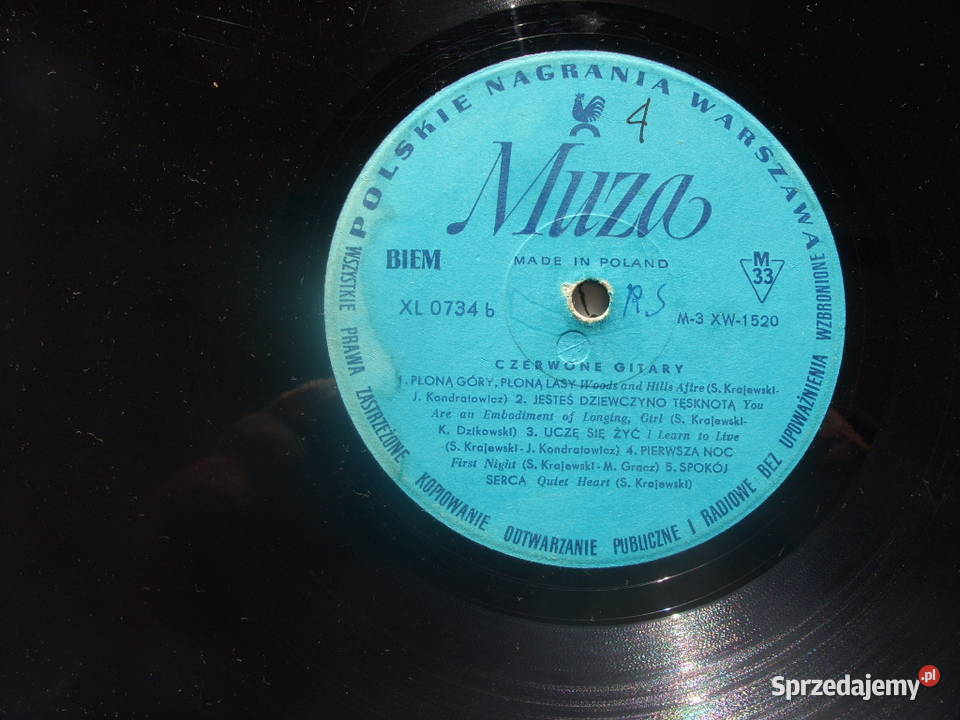 POLSKIE NAGRANIA WARSZAWA
4
Muza
BIEM
MADE IN POLAND
M
33
XL 0734 b
R.S
M-3 XW-1520
CZERWONE GITARY
1. PŁONĄ GÓRY, PŁONĄ LASY Woods and Hills Afire (S. Krajewski-
J. Kondratowicz) 2. JESTEŚ DZIEWCZYNO TĘSKNOTĄ You
Are an Embodiment of Longing, Girl (S. Krajewski-
K. Dzikowski) 3. UCZĘ SIĘ ŻYĆ I Learn to Live
(S. Krajewski-J. Kondratowicz) 4. PIERWSZA NOC
First Night (S. Krajewski-M. Gracz) 5. SPOKÓJ
SERCA Quiet Heart (S. Krajewski)
WSZYSTKIE PRAWA ZASTRZEŻONE KOPIOWANIE ODTWARZANIE PUBLICZNE I RADIOWE BEZ UPOWAŻNIENIA WZBRONIONE
Sprzedajemy.pl